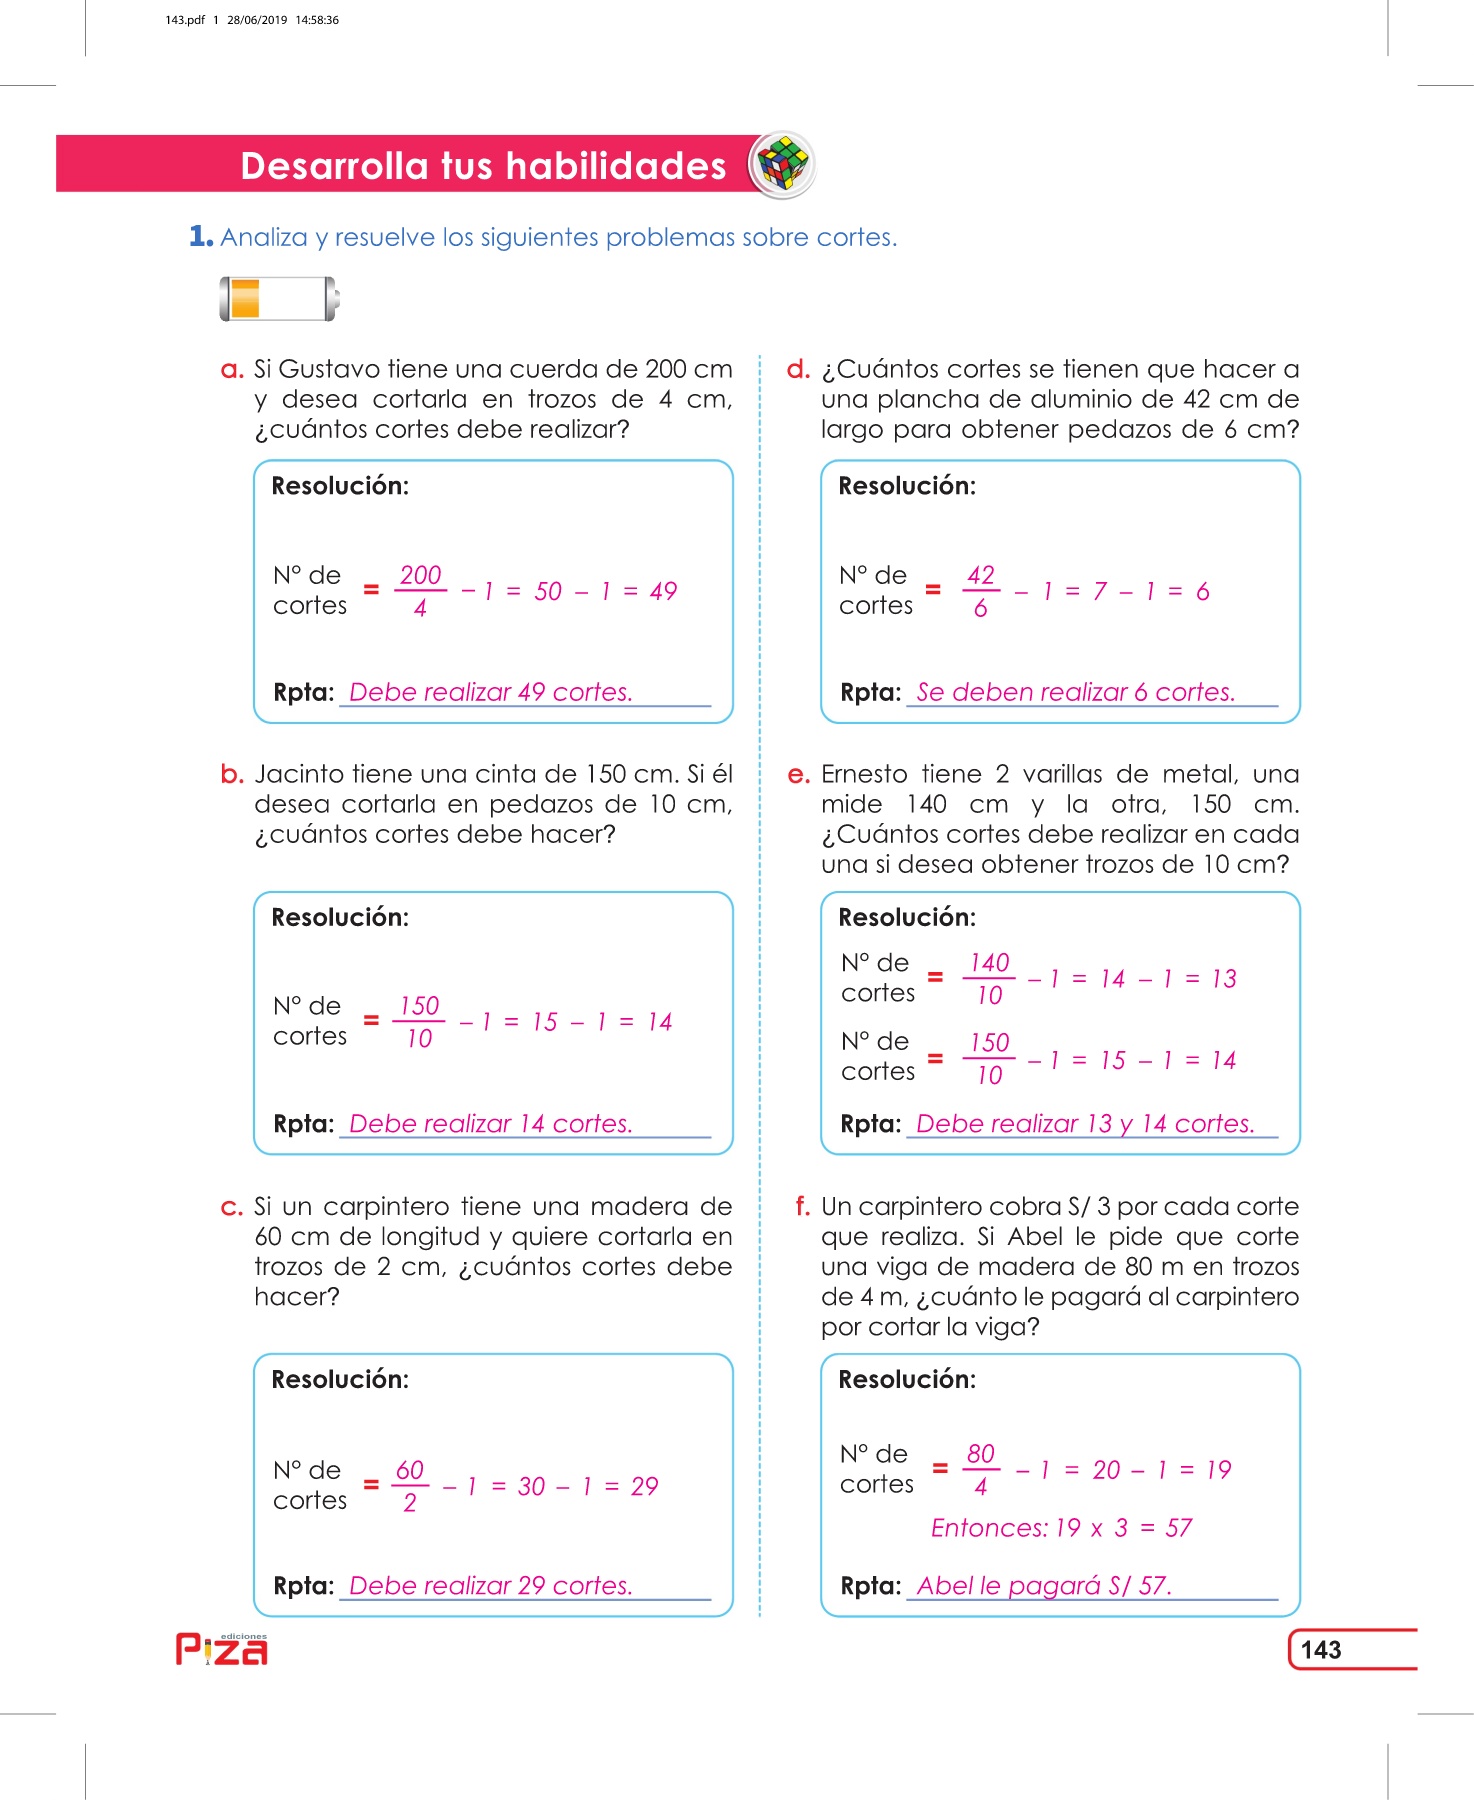 143.pdf 1 28/06/2019 14:58:36
Desarrolla tus habilidades
1. Analiza y resuelve los siguientes problemas sobre cortes.
a. Si Gustavo tiene una cuerda de 200 cm
y desea cortarla en trozos de 4 cm,
¿cuántos cortes debe realizar?
Resolución:
N° de
cortes = 200/4 – 1 = 50 – 1 = 49
Rpta: Debe realizar 49 cortes.
b. Jacinto tiene una cinta de 150 cm. Si él
desea cortarla en pedazos de 10 cm,
¿cuántos cortes debe hacer?
Resolución:
N° de
cortes = 150/10 – 1 = 15 – 1 = 14
Rpta: Debe realizar 14 cortes.
c. Si un carpintero tiene una madera de
60 cm de longitud y quiere cortarla en
trozos de 2 cm, ¿cuántos cortes debe
hacer?
Resolución:
N° de
cortes = 60/2 – 1 = 30 – 1 = 29
Rpta: Debe realizar 29 cortes.
d. ¿Cuántos cortes se tienen que hacer a
una plancha de aluminio de 42 cm de
largo para obtener pedazos de 6 cm?
Resolución:
N° de
cortes = 42/6 – 1 = 7 – 1 = 6
Rpta: Se deben realizar 6 cortes.
e. Ernesto tiene 2 varillas de metal, una
mide 140 cm y la otra, 150 cm.
¿Cuántos cortes debe realizar en cada
una si desea obtener trozos de 10 cm?
Resolución:
N° de
cortes = 140/10 – 1 = 14 – 1 = 13
N° de
cortes = 150/10 – 1 = 15 – 1 = 14
Rpta: Debe realizar 13 y 14 cortes.
f. Un carpintero cobra S/ 3 por cada corte
que realiza. Si Abel le pide que corte
una viga de madera de 80 m en trozos
de 4 m, ¿cuánto le pagará al carpintero
por cortar la viga?
Resolución:
N° de
cortes = 80/4 – 1 = 20 – 1 = 19
Entonces: 19 x 3 = 57
Rpta: Abel le pagará S/ 57.
ediciones
Piza
143